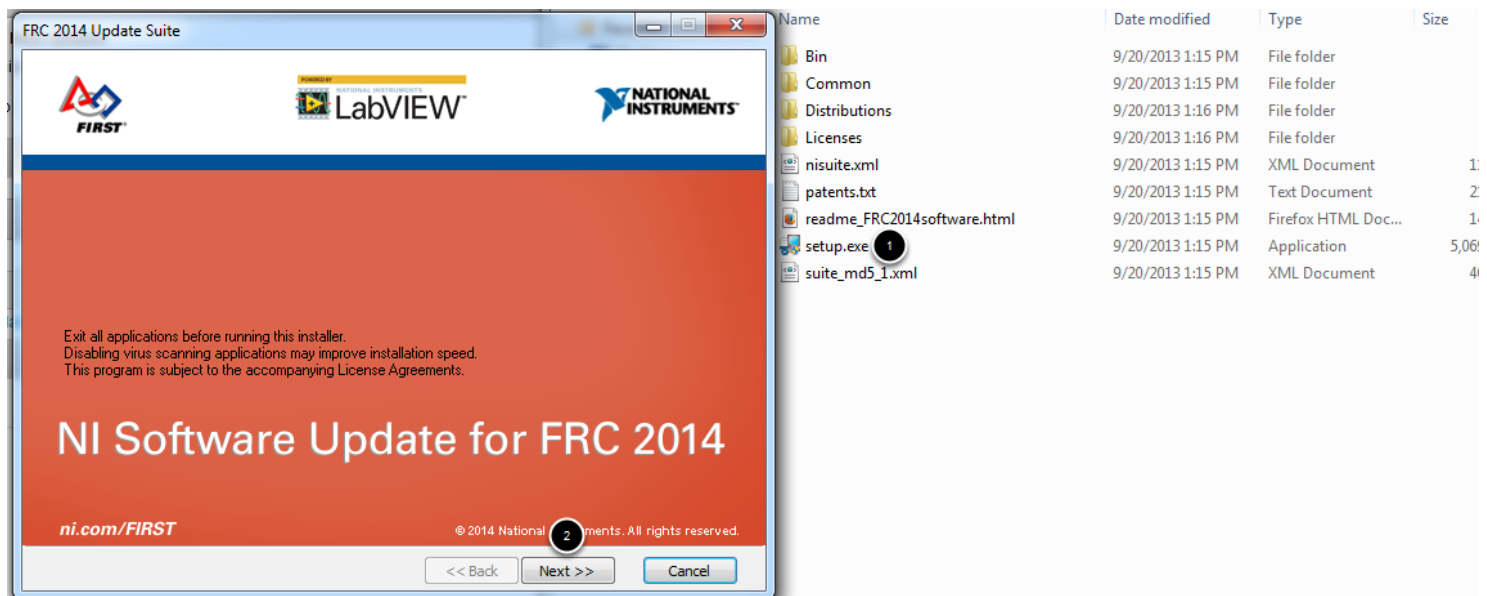 FRC 2014 Update Suite
FIRST
POWERED BY
NATIONAL INSTRUMENTS
LabVIEW™
NATIONAL
INSTRUMENTS™
Exit all applications before running this installer.
Disabling virus scanning applications may improve installation speed.
This program is subject to the accompanying License Agreements.
NI Software Update for FRC 2014
ni.com/FIRST
© 2014 National
. All rights reserved.
2
<< Back
Next >>
Cancel
Name Date modified Type Size
Bin 9/20/2013 1:15 PM File folder
Common 9/20/2013 1:15 PM File folder
Distributions 9/20/2013 1:16 PM File folder
Licenses 9/20/2013 1:16 PM File folder
nisuite.xml 9/20/2013 1:15 PM XML Document
patents.txt 9/20/2013 1:15 PM Text Document
readme_FRC2014software.html 9/20/2013 1:15 PM Firefox HTML Doc...
setup.exe 1 9/20/2013 1:15 PM Application
suite_md5_1.xml 9/20/2013 1:15 PM XML Document